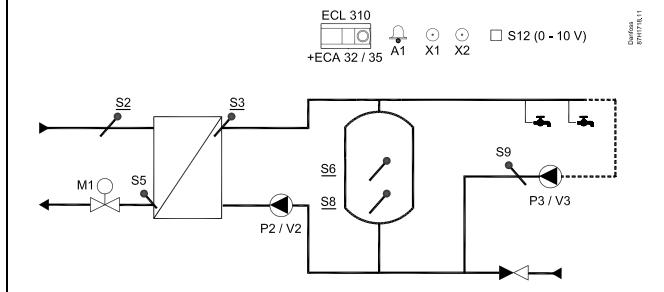 ECL 310
+ECA 32 / 35
A1
X1
X2
S12 (0 - 10 V)
Danfoss
87H1718.11
S2
S3
S6
S8
S9
M1
S5
P2 / V2
P3 / V3